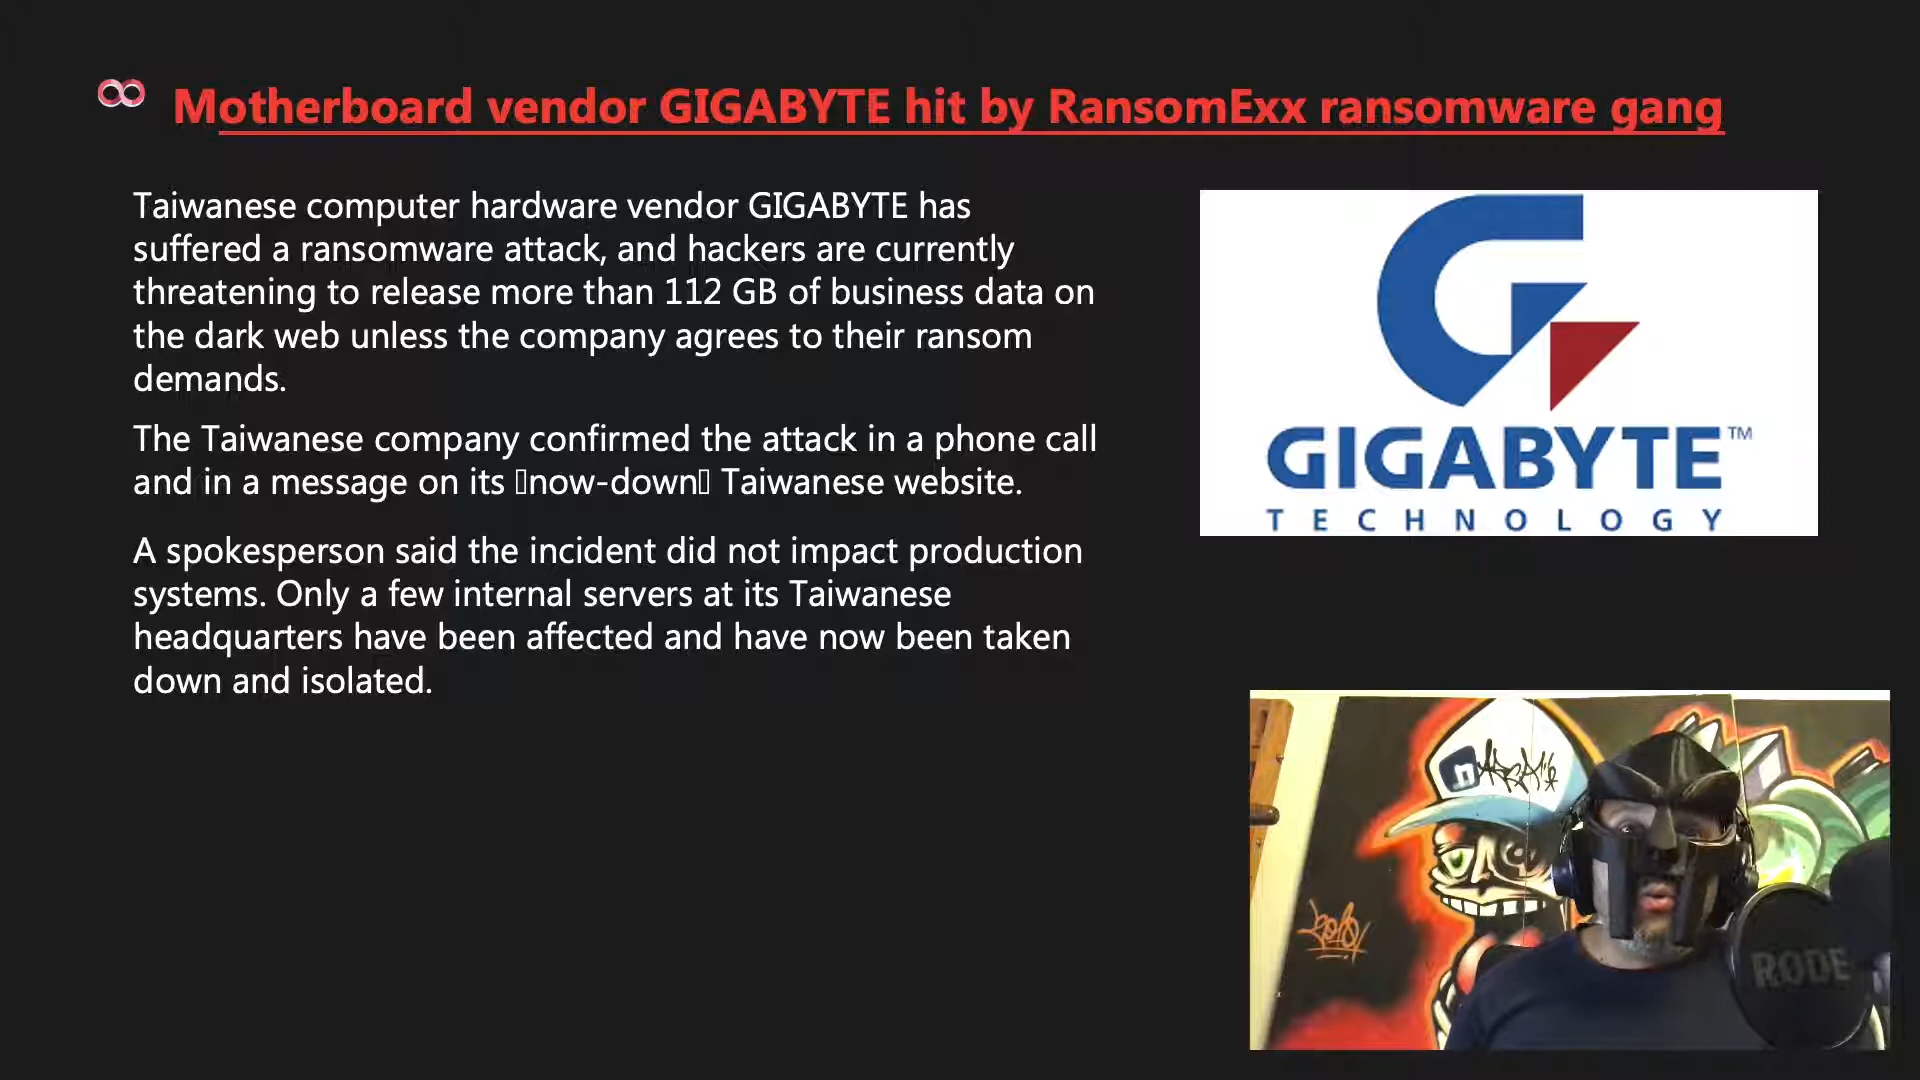 Motherboard vendor GIGABYTE hit by RansomExx ransomware gang
Taiwanese computer hardware vendor GIGABYTE has
suffered a ransomware attack, and hackers are currently
threatening to release more than 112 GB of business data on
the dark web unless the company agrees to their ransom
demands.
The Taiwanese company confirmed the attack in a phone call
and in a message on its ▯now-down▯ Taiwanese website.
A spokesperson said the incident did not impact production
systems. Only a few internal servers at its Taiwanese
headquarters have been affected and have now been taken
down and isolated.
GIGABYTE™
TECHNOLOGY
RODE